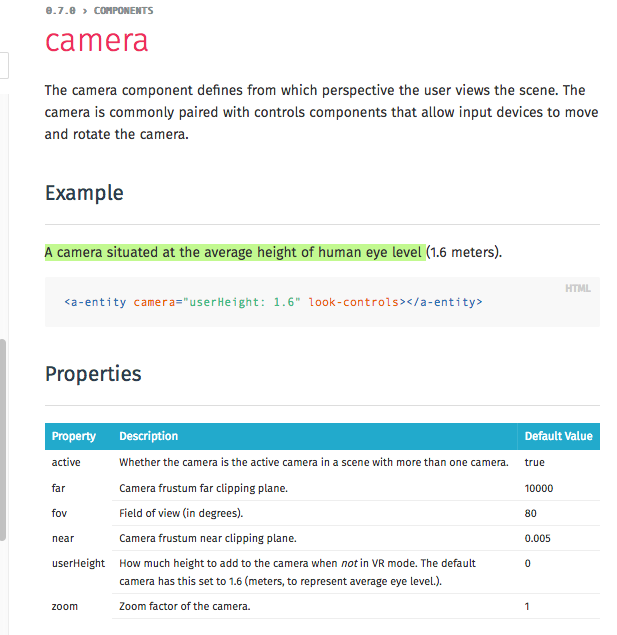 0.7.0 › COMPONENTS
camera
The camera component defines from which perspective the user views the scene. The
camera is commonly paired with controls components that allow input devices to move
and rotate the camera.
Example
A camera situated at the average height of human eye level (1.6 meters).
HTML
<a-entity camera="userHeight: 1.6" look-controls></a-entity>
Properties
Property Description Default Value
active Whether the camera is the active camera in a scene with more than one camera. true
far Camera frustum far clipping plane. 10000
fov Field of view (in degrees). 80
near Camera frustum near clipping plane. 0.005
userHeight How much height to add to the camera when not in VR mode. The default 0
camera has this set to 1.6 (meters, to represent average eye level.).
zoom Zoom factor of the camera. 1